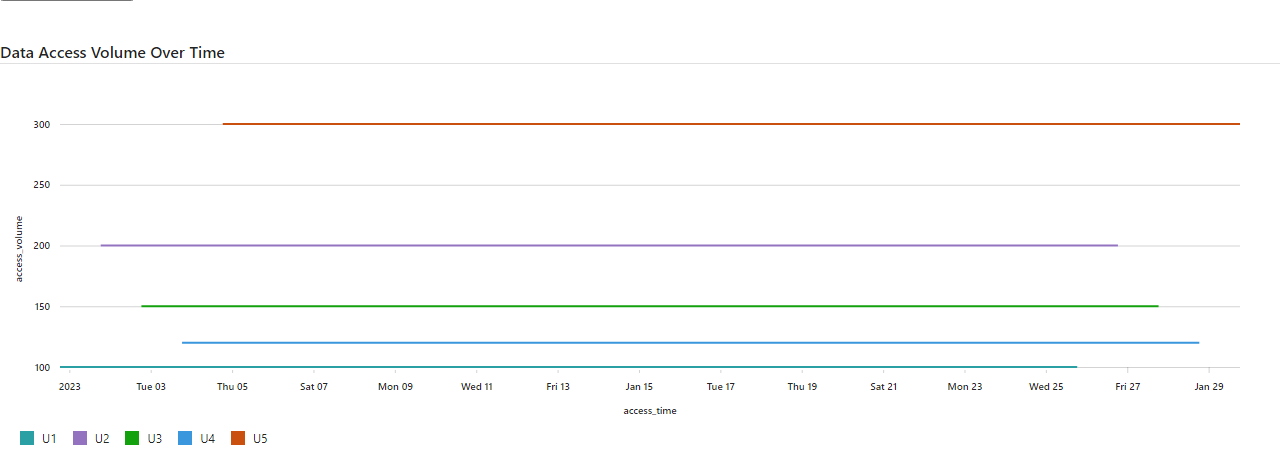 Data Access Volume Over Time
300
250
200
150
100
access_volume
2023 Tue 03 Thu 05 Sat 07 Mon 09 Wed 11 Fri 13 Jan 15 Tue 17 Thu 19 Sat 21 Mon 23 Wed 25 Fri 27 Jan 29
access_time
U1 U2 U3 U4 U5